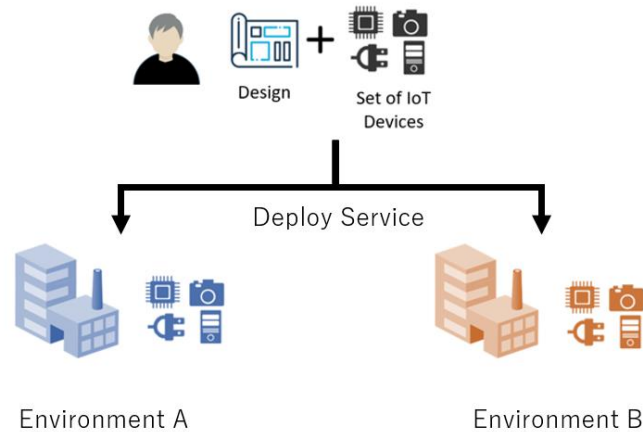 Design
Set of IoT
Devices
Deploy Service
Environment A
Environment B